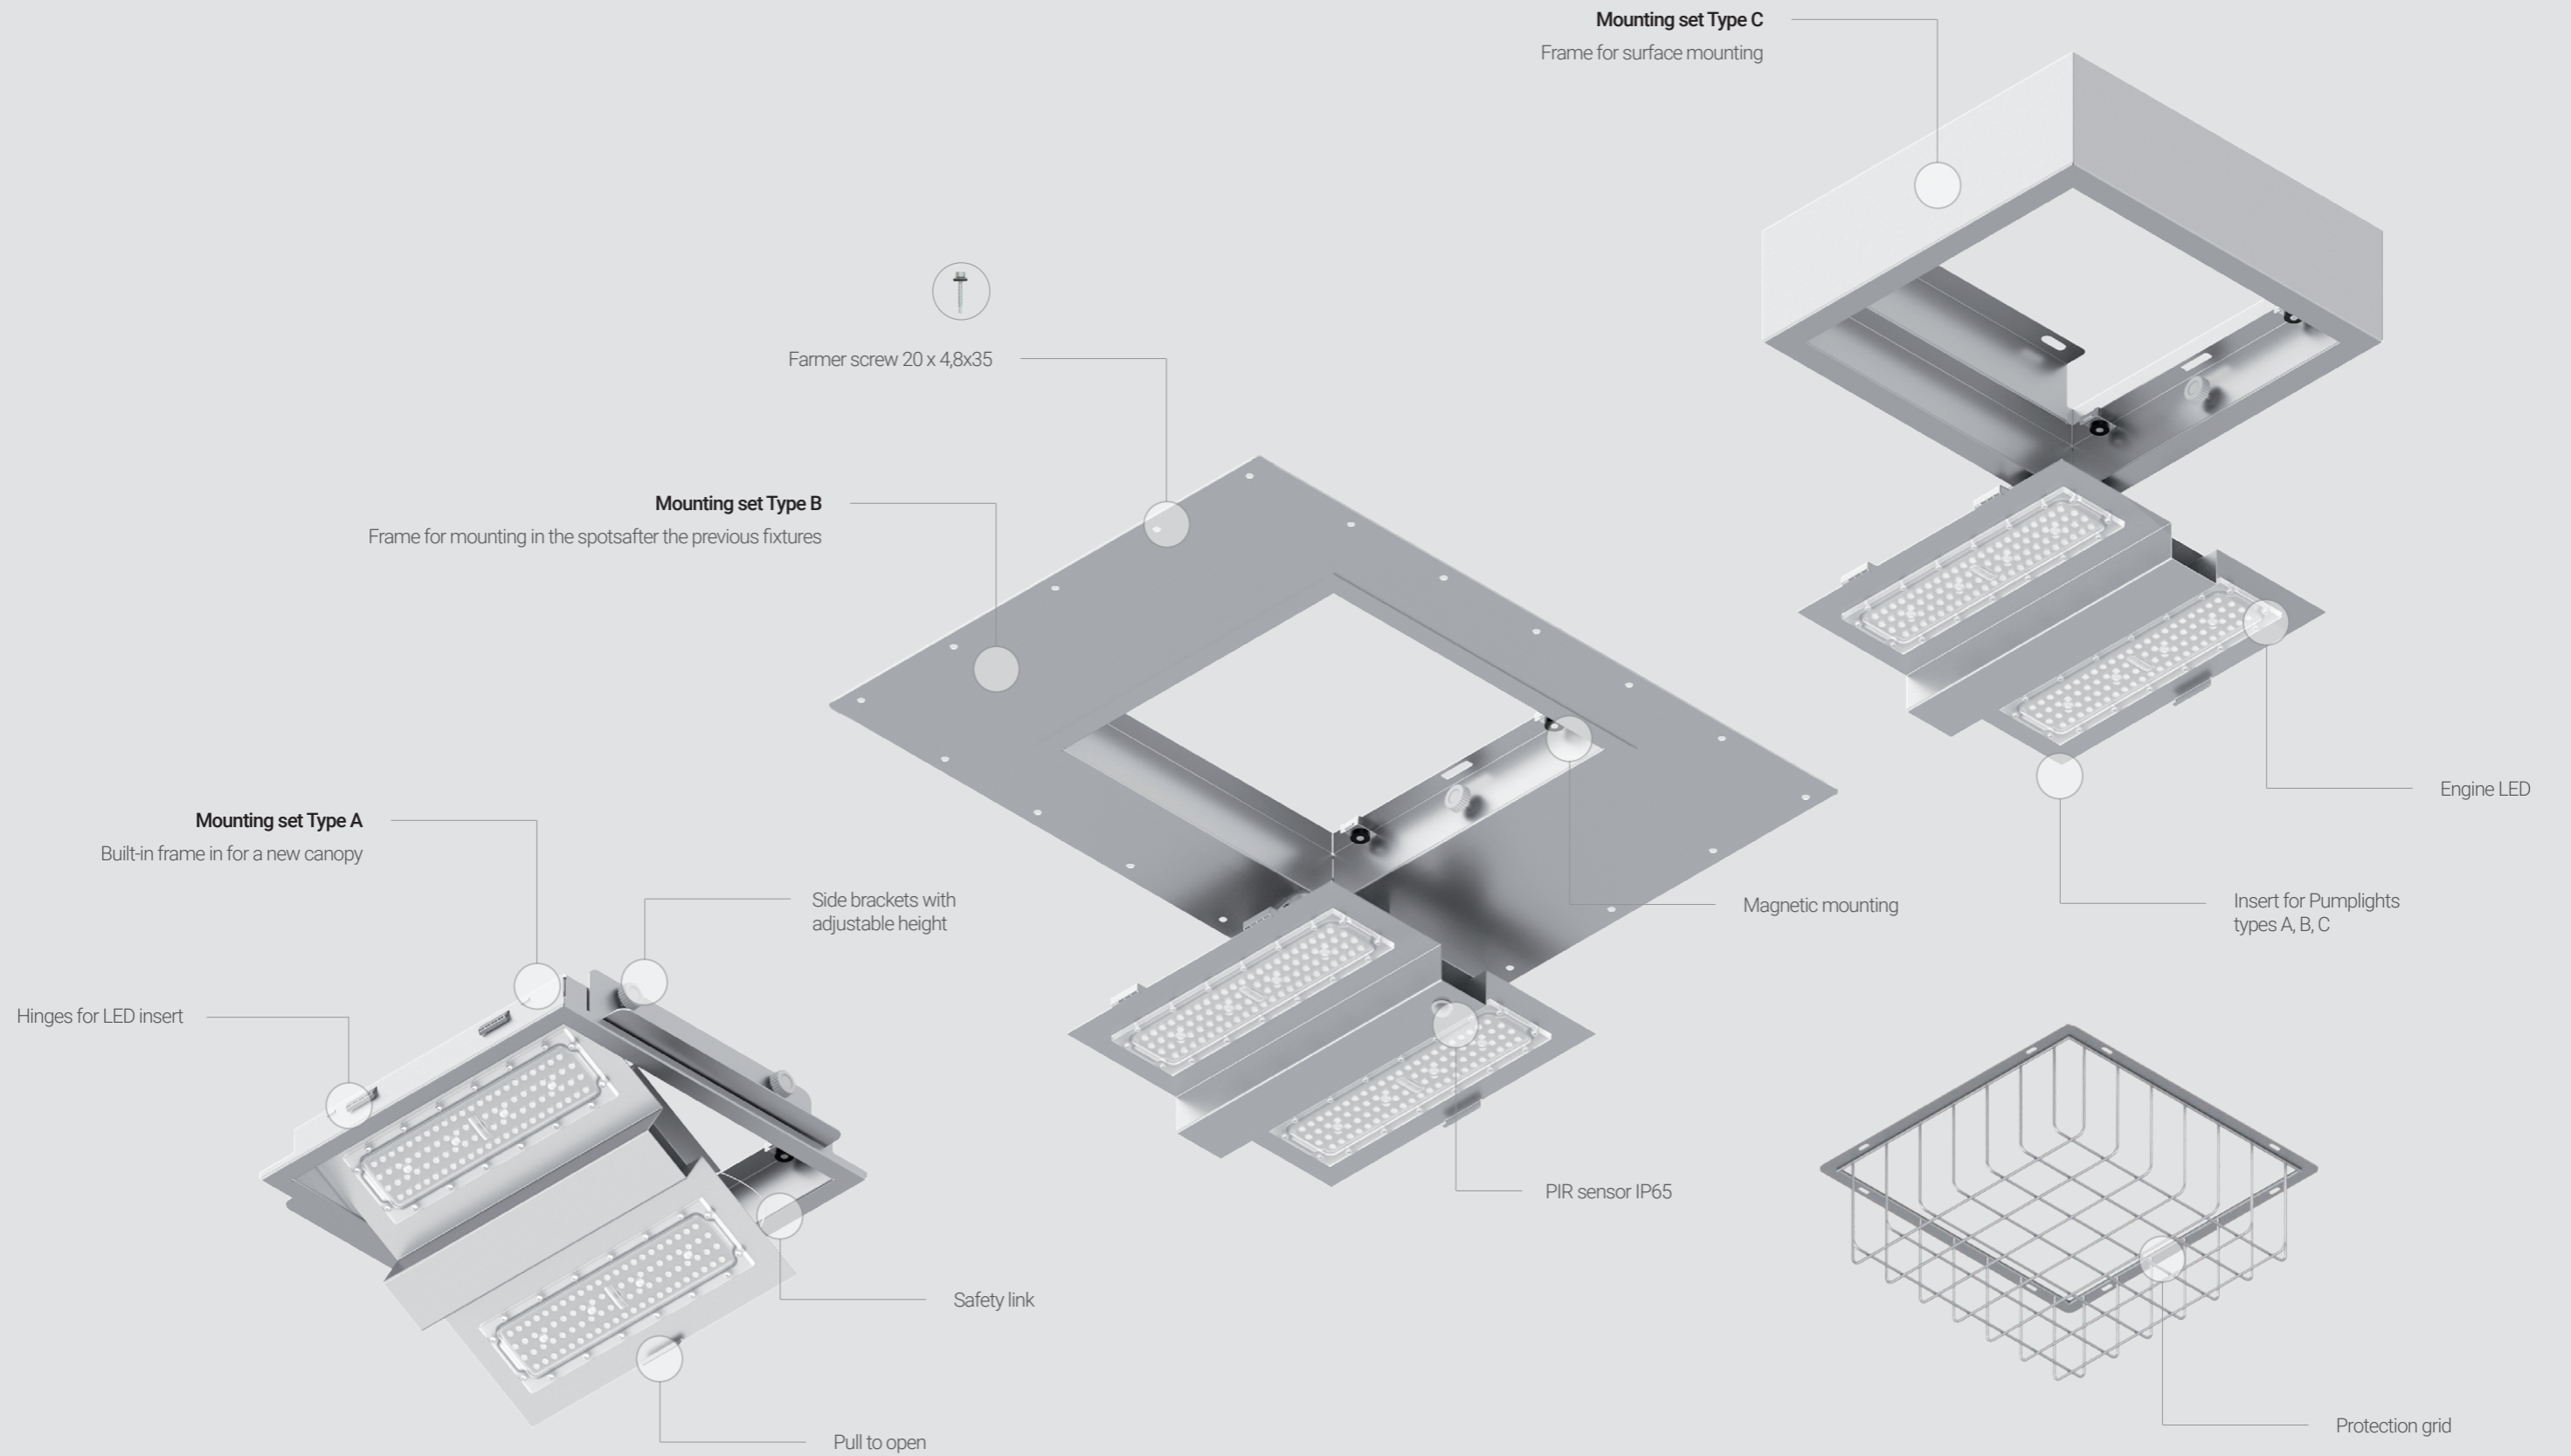 Mounting set Type C
Frame for surface mounting
Farmer screw 20 x 4,8x35
Mounting set Type B
Frame for mounting in the spotsafter the previous fixtures
Engine LED
Mounting set Type A
Built-in frame in for a new canopy
Side brackets with
adjustable height
Magnetic mounting
Insert for Pumplights
types A, B, C
Hinges for LED insert
PIR sensor IP65
Safety link
Protection grid
Pull to open